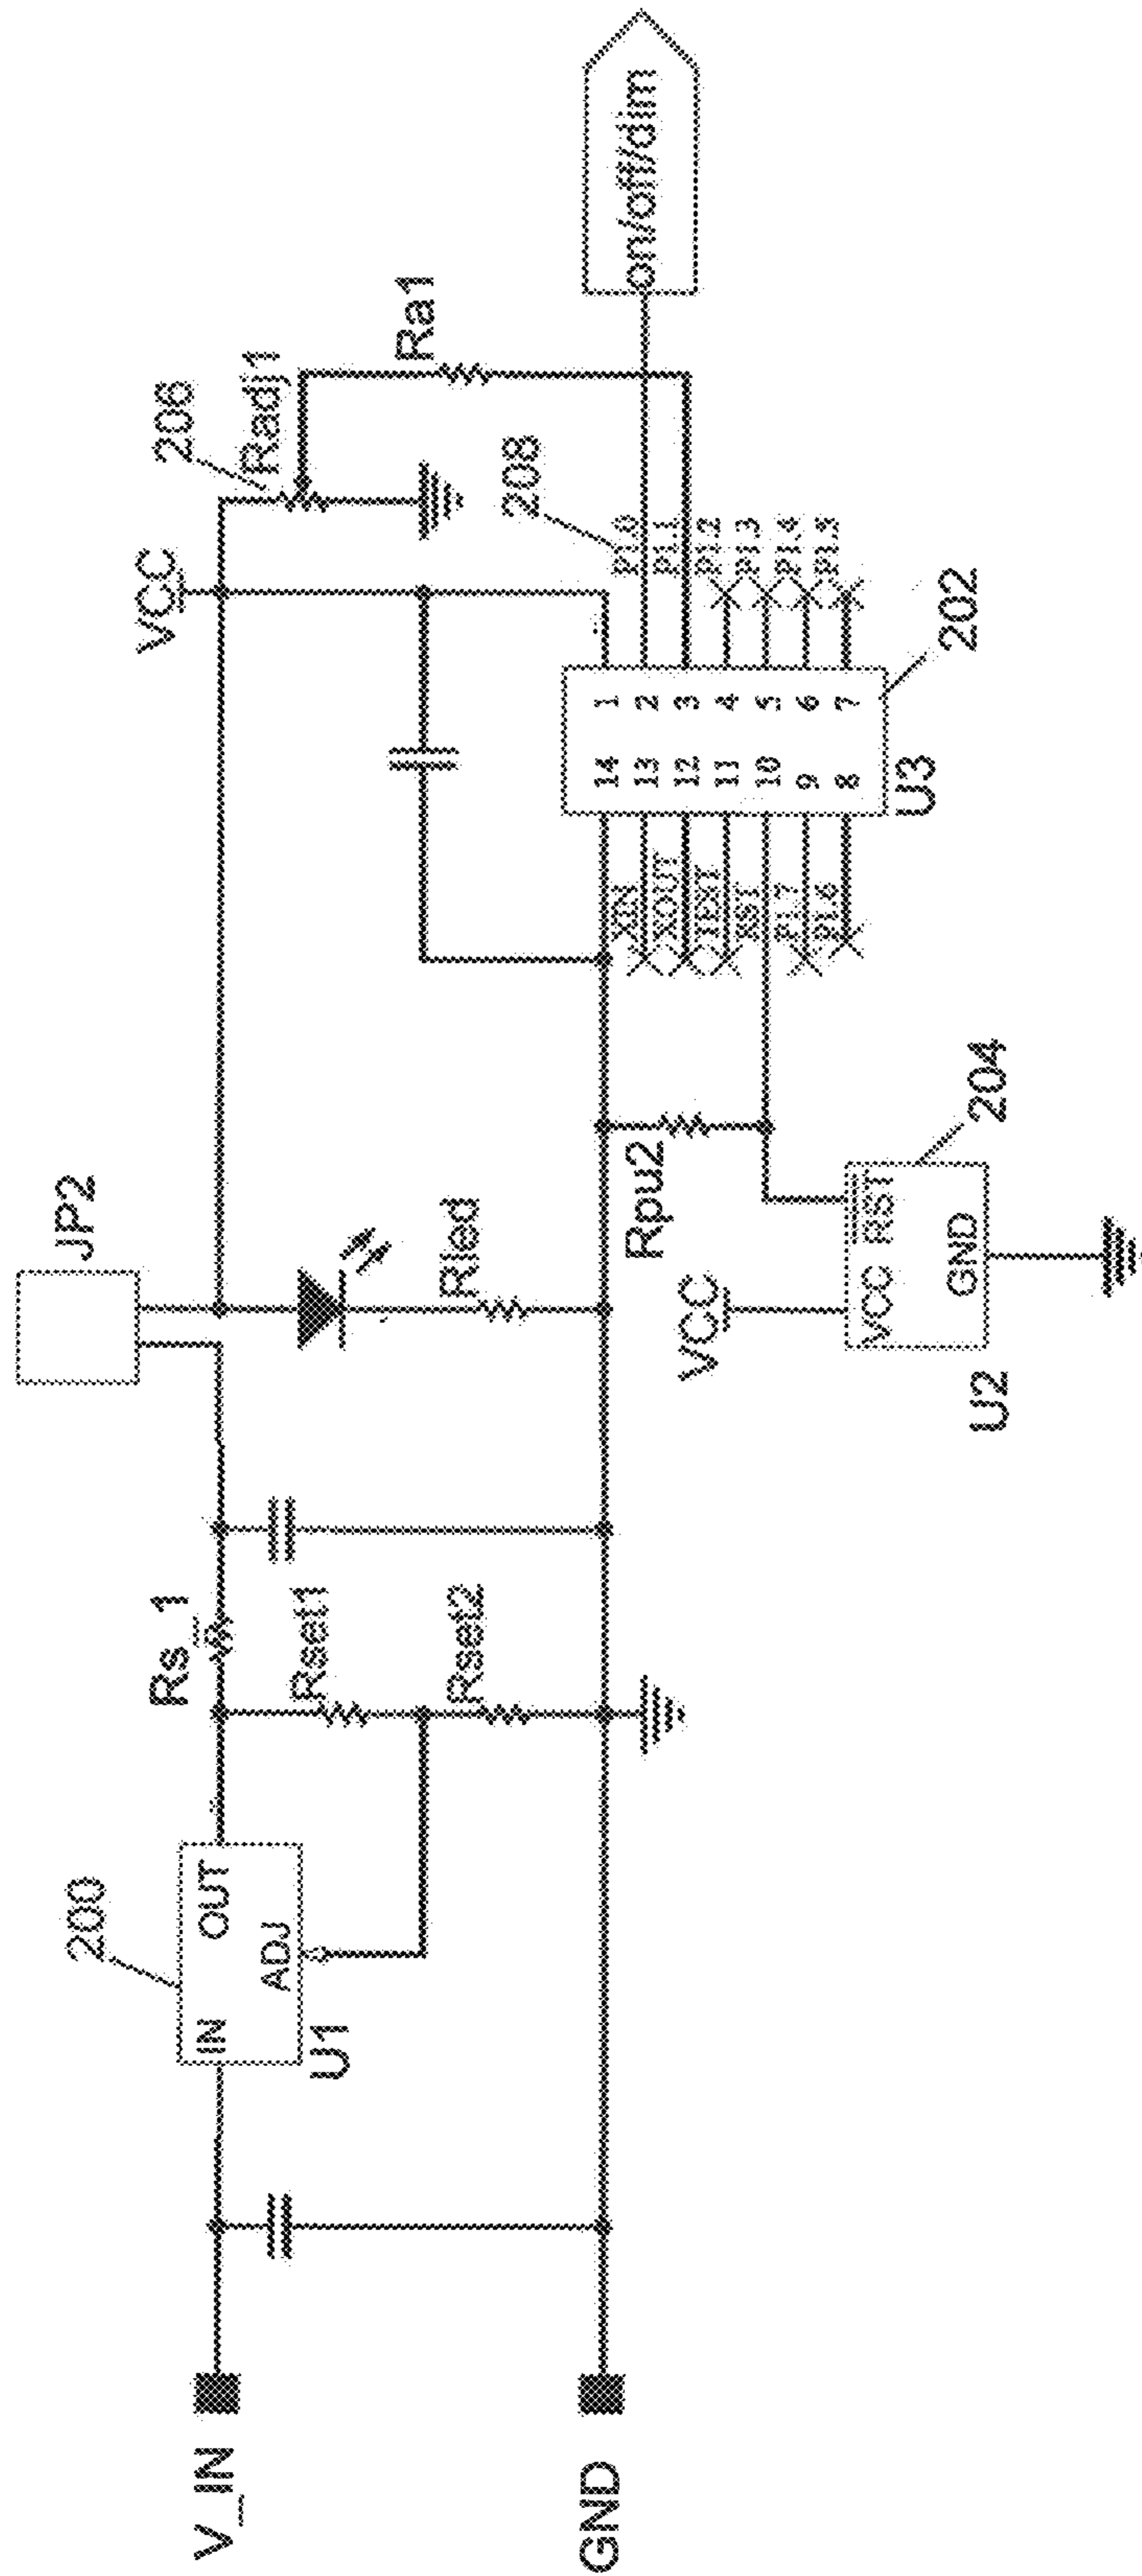 V_IN
GND
200
IN
OUT
ADJ
U1
Rs_1
Rset1
Rset2
JP2
Rled
VCC
VCC
RST
GND
U2
204
Rpu2
XIN
XOUT
TEST
RST
P1.7
P1.6
14
13
12
11
10
9
8
1
2
3
4
5
6
7
U3
202
P1.0
P1.1
P1.2
P1.3
P1.4
P1.5
208
VCC
206
Radj1
Ra1
on/off/dim